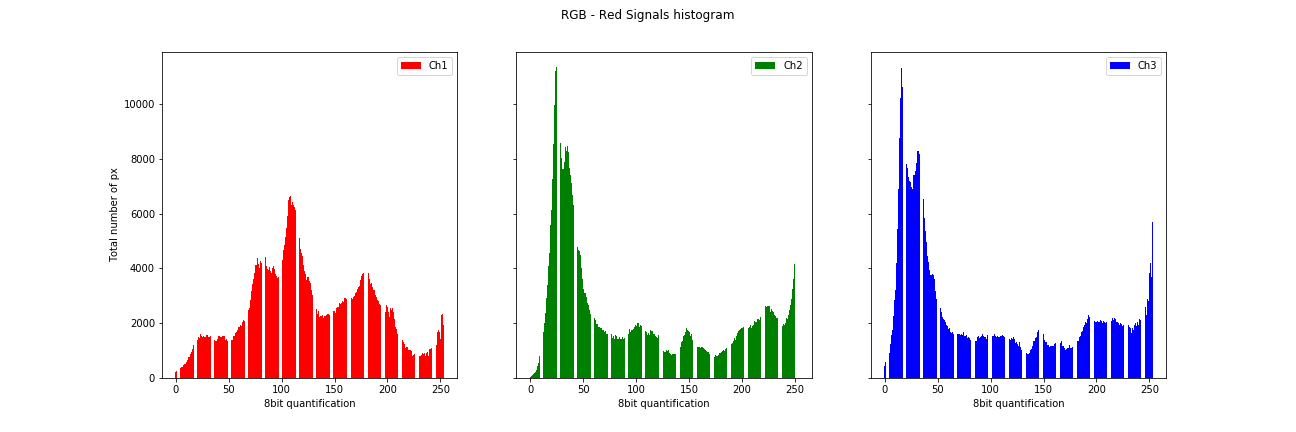 RGB - Red Signals histogram
Ch1
Ch2
Ch3
Total number of px
10000
8000
6000
4000
2000
0
0 50 100 150 200 250
0 50 100 150 200 250
0 50 100 150 200 250
8bit quantification
8bit quantification
8bit quantification